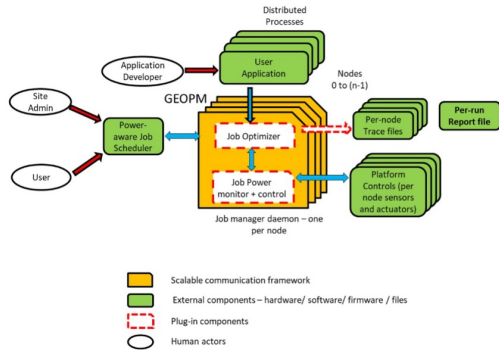 Distributed
Processes
Application
Developer
User
Application
Nodes
0 to (n-1)
GEOPM
Site
Admin
Power-
aware Job
Scheduler
User
Job Optimizer
Per-node
Trace files
Per-run
Report file
Job Power
monitor + control
Platform
Controls (per
node sensors
and actuators)
Job manager daemon – one
per node
Scalable communication framework
External components – hardware/ software/ firmware / files
Plug-in components
Human actors